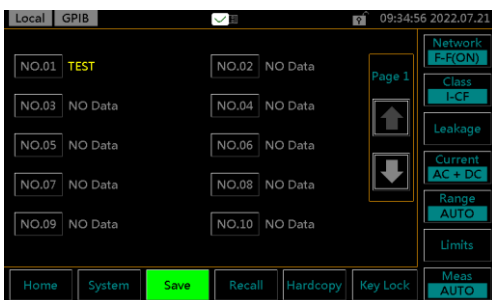 Local GPIB 09:34:56 2022.07.21
NO.01 TEST NO.02 NO Data
NO.03 NO Data NO.04 NO Data
NO.05 NO Data NO.06 NO Data
NO.07 NO Data NO.08 NO Data
NO.09 NO Data NO.10 NO Data
Page 1
Network
F-F(ON)
Class
I-CF
Leakage
Current
AC + DC
Range
AUTO
Limits
Meas
AUTO
Home System Save Recall Hardcopy Key Lock